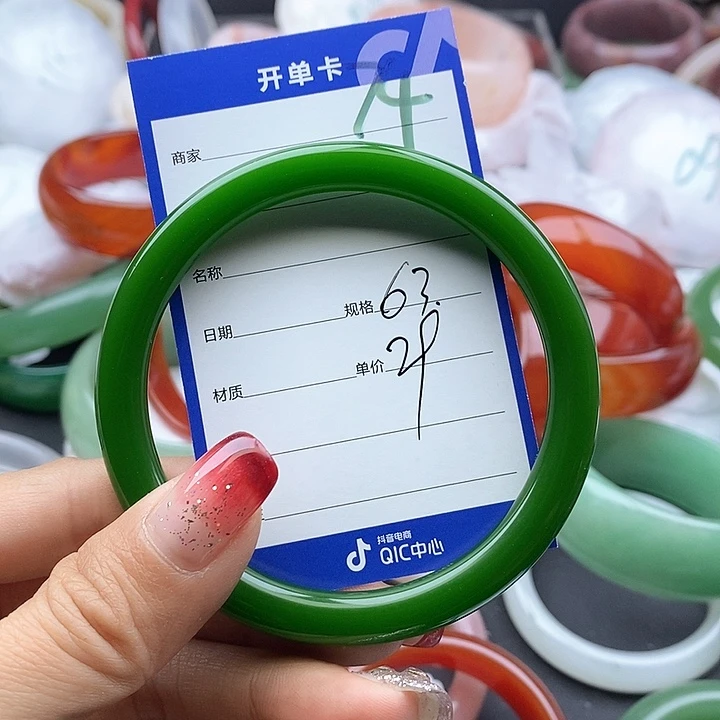 开单卡
商家
名称
规格 63.
日期
单价 29
材质
抖音电商
QIC中心